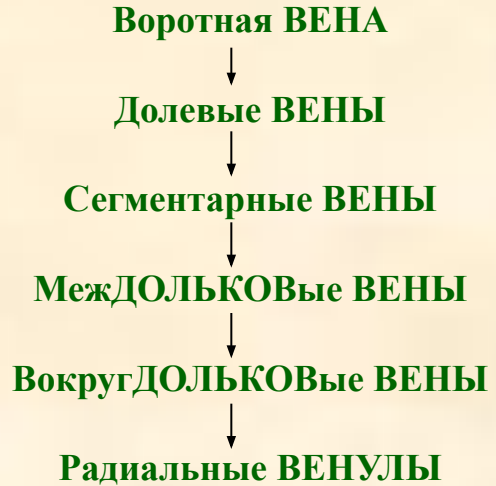 Воротная ВЕНА
Долевые ВЕНЫ
Сегментарные ВЕНЫ
МежДОЛЬКОВые ВЕНЫ
ВокругДОЛЬКОВые ВЕНЫ
Радиальные ВЕНУЛЫ